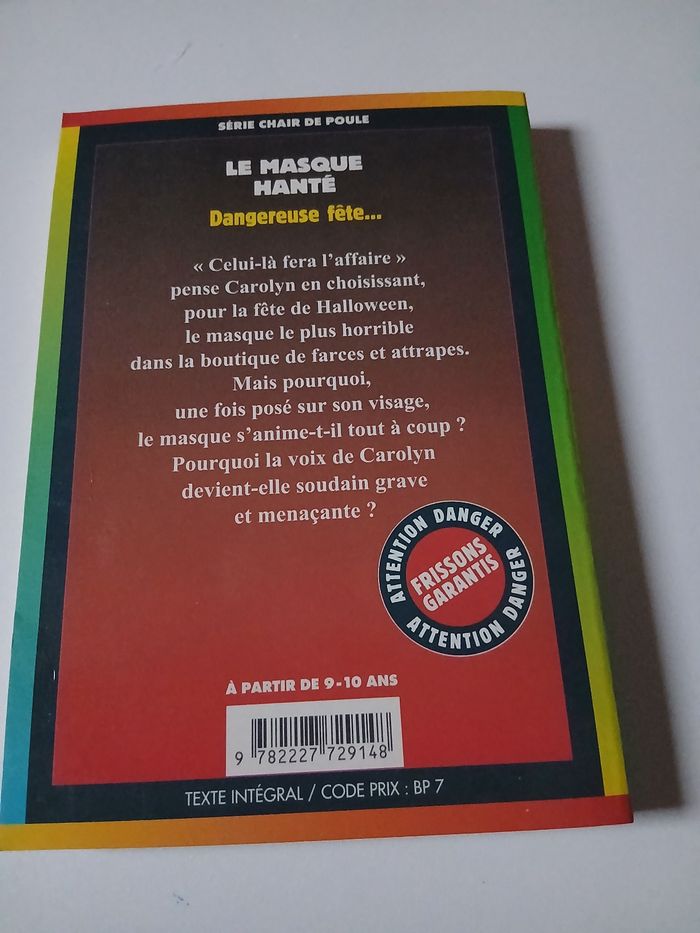 SÉRIE CHAIR DE POULE
LE MASQUE
HANTÉ
Dangereuse fête...
« Celui-là fera l’affaire »
pense Carolyn en choisissant,
pour la fête de Halloween,
le masque le plus horrible
dans la boutique de farces et attrapes.
Mais pourquoi,
une fois posé sur son visage,
le masque s’anime-t-il tout à coup ?
Pourquoi la voix de Carolyn
devient-elle soudain grave
et menaçante ?
ATTENTION DANGER
FRISSONS
GARANTIS
ATTENTION DANGER
À PARTIR DE 9-10 ANS
9 782227 729148
TEXTE INTÉGRAL / CODE PRIX : BP 7